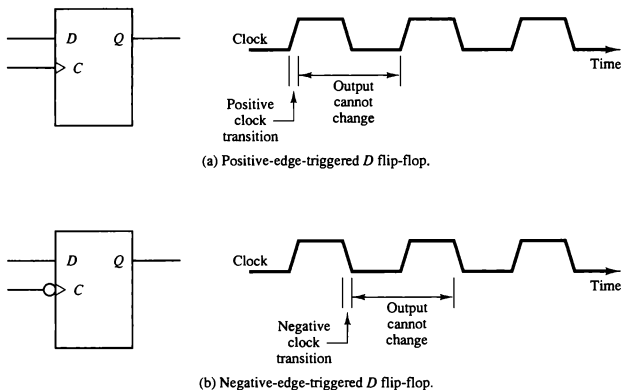 D Q
C
Clock
Time
Positive
clock
transition
Output
cannot
change
(a) Positive-edge-triggered D flip-flop.
D Q
C
Clock
Time
Negative
clock
transition
Output
cannot
change
(b) Negative-edge-triggered D flip-flop.